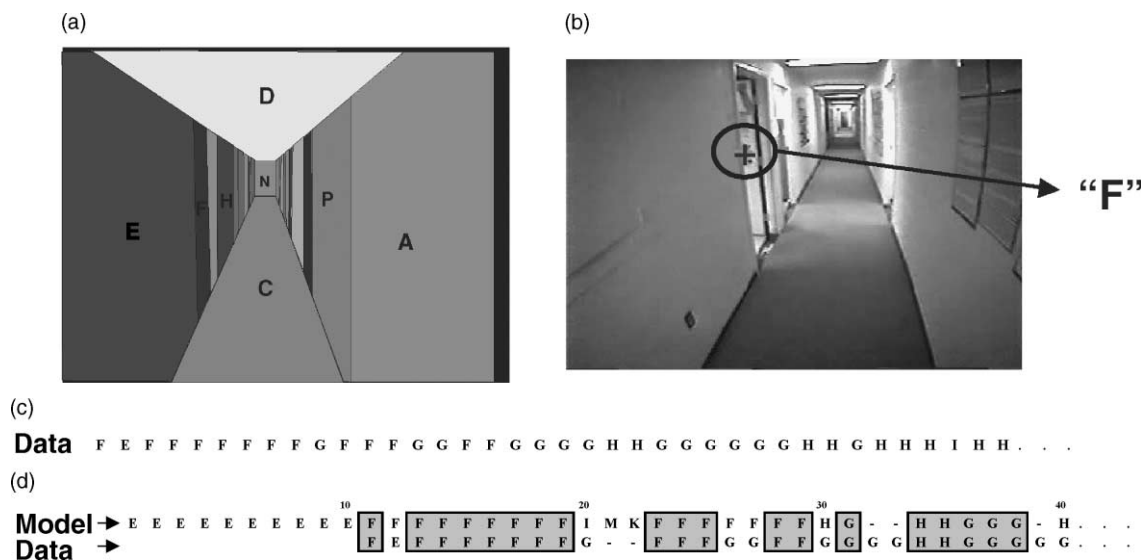 (a)
D
N
E
F
H
P
A
C
(b)
"F"
(c)
Data F E F F F F F F F G F F F G G F F G G G G H H G G G G G G H H G H H H I H H . . .
(d)
10 20 30 40
Model E E E E E E E E E E F F F F F F F F F I M K F F F F F F F H G - - H H G G G - H . . .
Data F E F F F F F F F G - - F F F G G F F G G G G H H G G G G G . . .